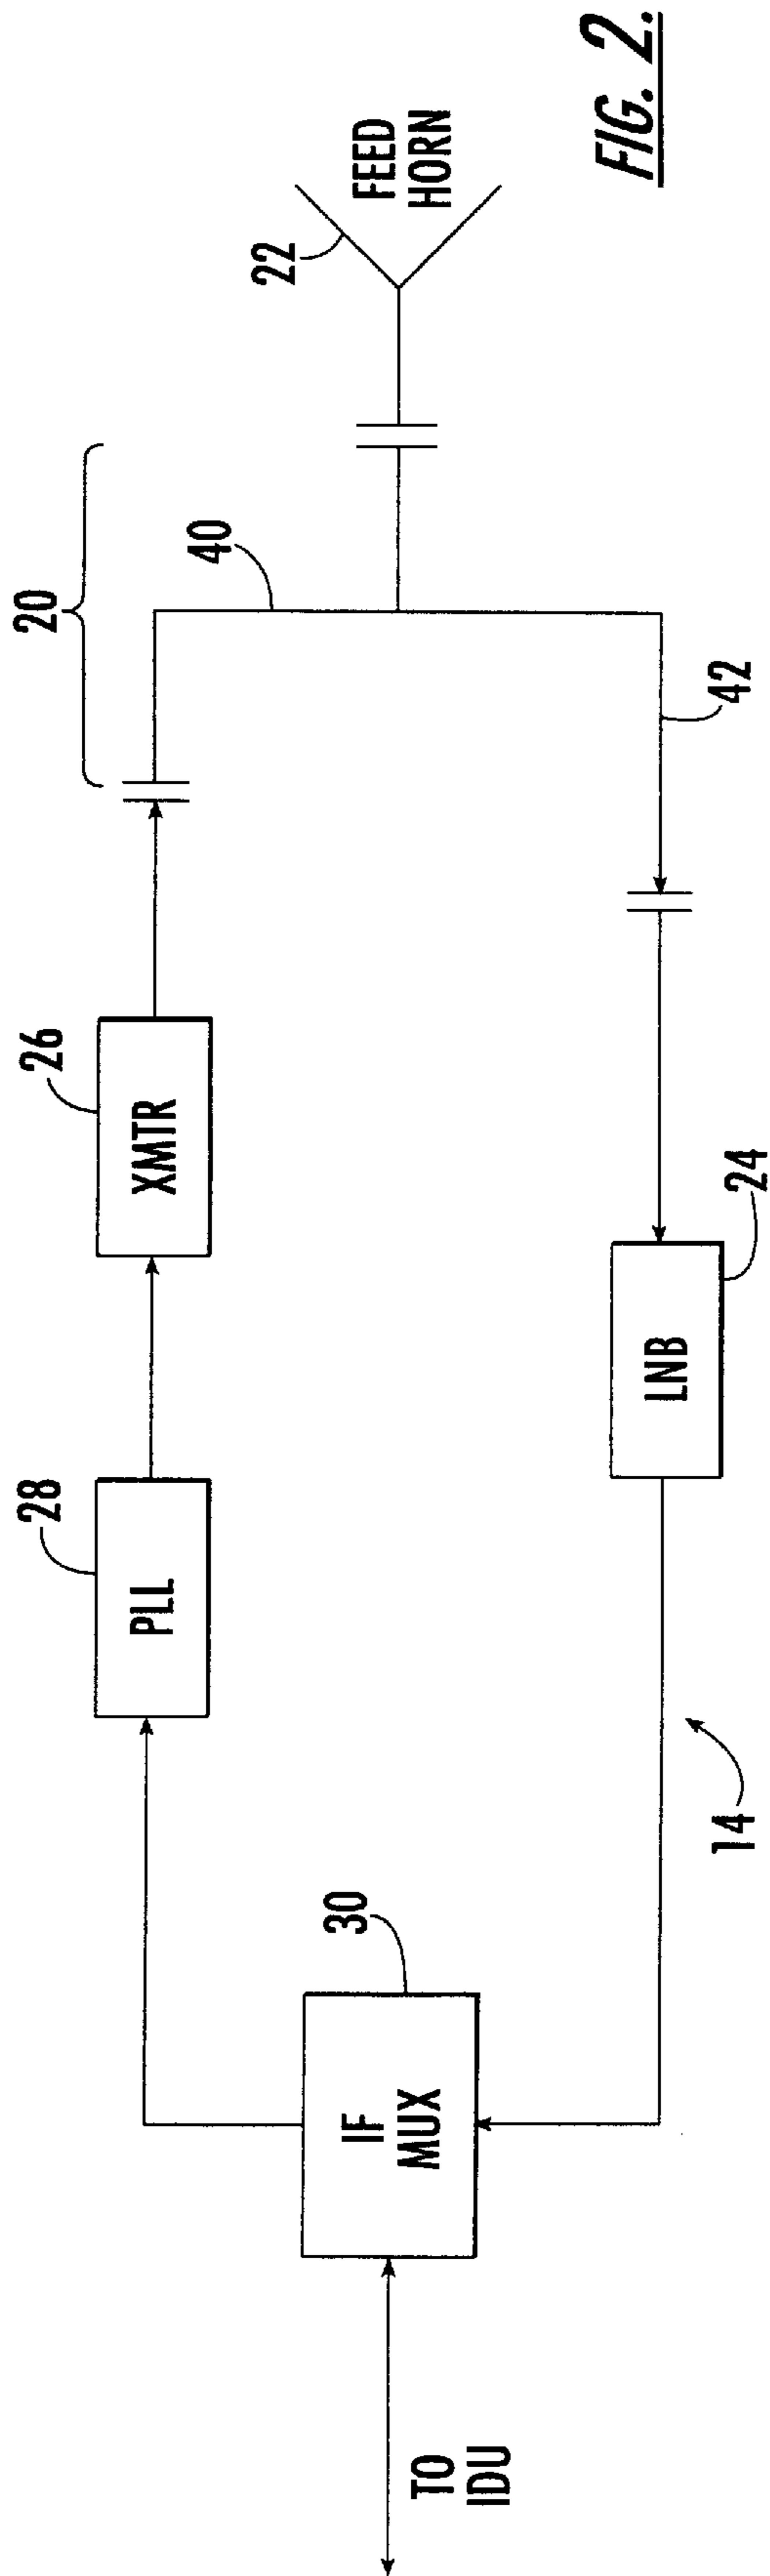 20
26
XMTR
28
PLL
40
22
FEED
HORN
30
IF
MUX
TO
IDU
42
24
LNB
14
FIG. 2.